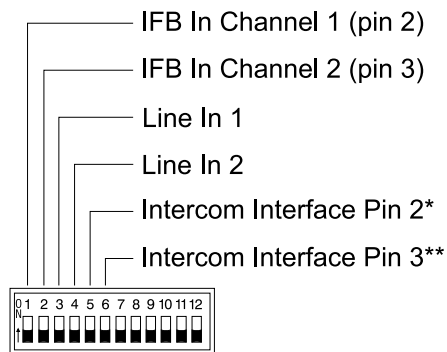 IFB In Channel 1 (pin 2)
IFB In Channel 2 (pin 3)
Line In 1
Line In 2
Intercom Interface Pin 2*
Intercom Interface Pin 3**
0
N
1 2 3 4 5 6 7 8 9 10 11 12